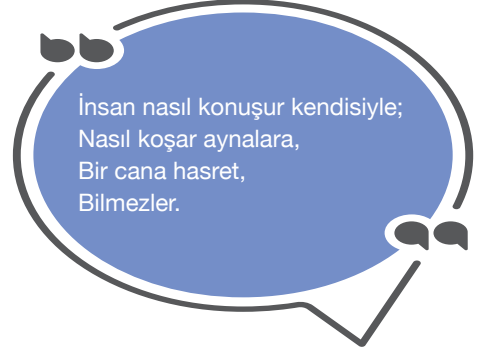 İnsan nasıl konuşur kendisiyle;
Nasıl koşar aynalara,
Bir cana hasret,
Bilmezler.